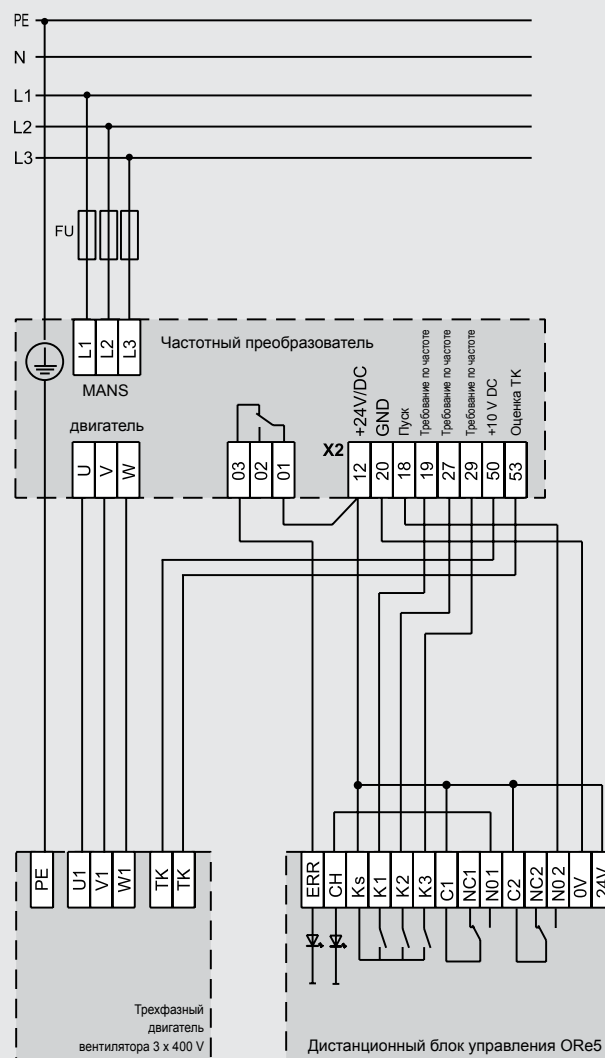 PE
N
L1
L2
L3
FU
L1 L2 L3
Частотный преобразователь
MANS
двигатель
U V W
03 02 01
X2
+24V/DC
GND
Пуск
Требование по частоте
Требование по частоте
Требование по частоте
+10 V DC
Оценка ТК
12 20 18 19 27 29 50 53
PE U1 V1 W1 TK TK
ERR CH Ks K1 K2 K3 C1 NC1 N01 C2 NC2 N0 2 0V 24V
Трехфазный
двигатель
вентилятора 3 x 400 V
Дистанционный блок управления ORe5